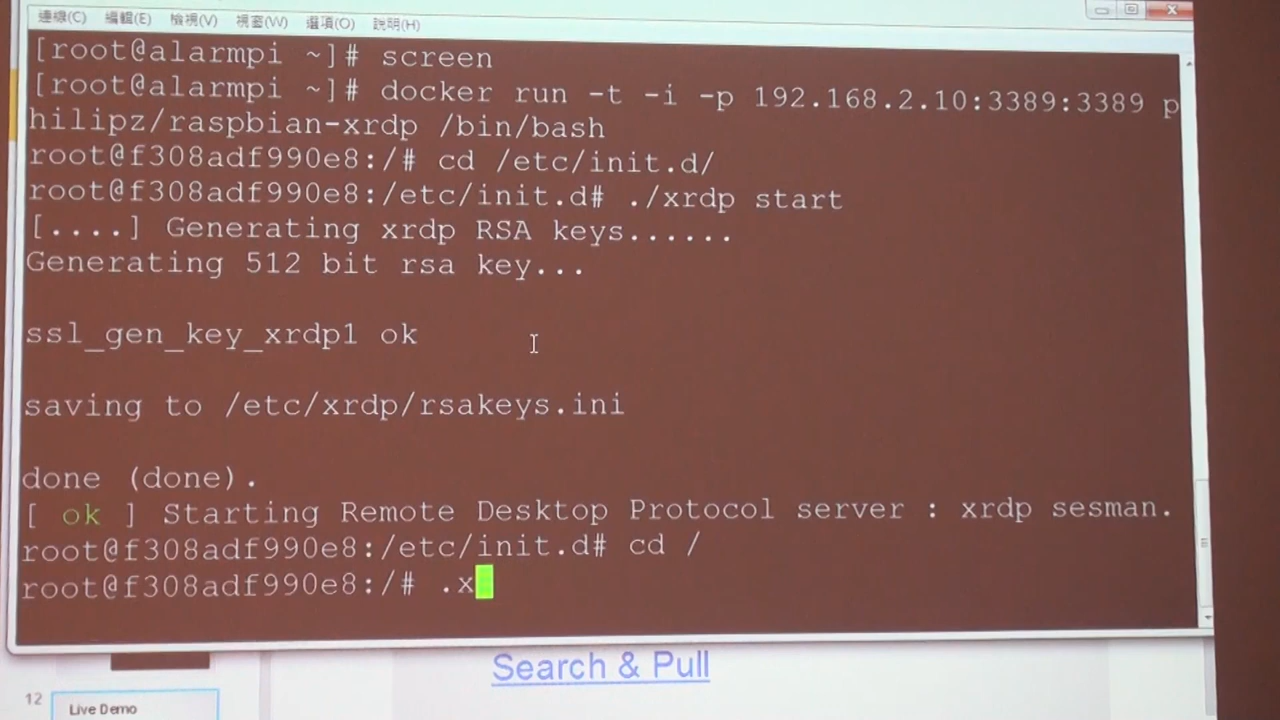 連線(C) 編輯(E) 檢視(V) 視窗(W) 選項(O) 說明(H)
[root@alarmpi ~]# screen
[root@alarmpi ~]# docker run -t -i -p 192.168.2.10:3389:3389 p
hilipz/raspbian-xrdp /bin/bash
root@f308adf990e8:/# cd /etc/init.d/
root@f308adf990e8:/etc/init.d# ./xrdp start
[....] Generating xrdp RSA keys......
Generating 512 bit rsa key...
ssl_gen_key_xrdp1 ok
saving to /etc/xrdp/rsakeys.ini
done (done).
[ ok ] Starting Remote Desktop Protocol server : xrdp sesman.
root@f308adf990e8:/etc/init.d# cd /
root@f308adf990e8:/# .x
Search & Pull
12
Live Demo